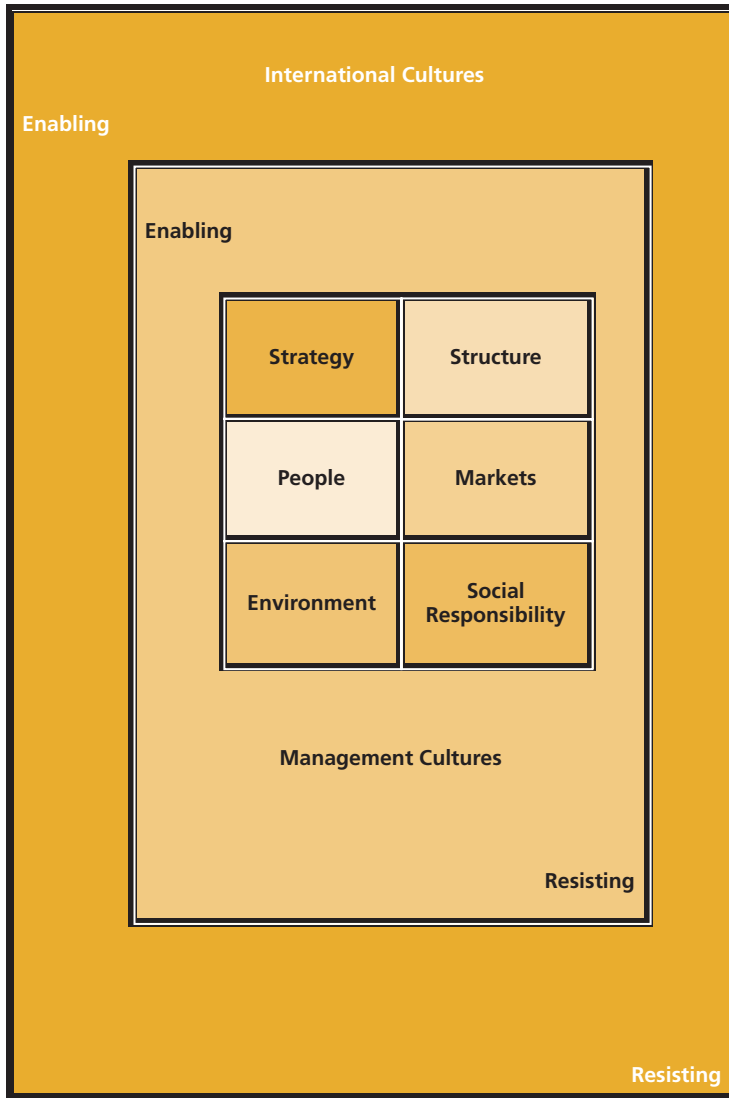 International Cultures
Enabling
Enabling
Strategy
Structure
People
Markets
Environment
Social
Responsibility
Management Cultures
Resisting
Resisting